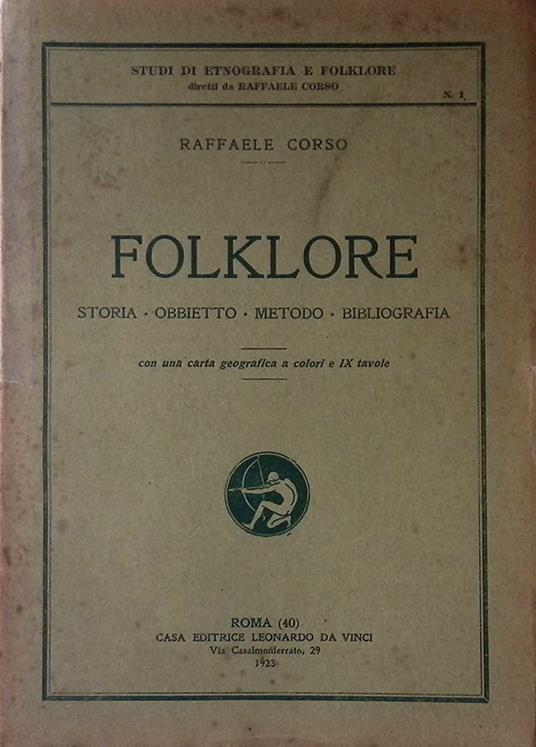 STUDI DI ETNOGRAFIA E FOLKLORE
diretti da RAFFAELE CORSO
N. 1
RAFFAELE CORSO
FOLKLORE
STORIA · OBBIETTO · METODO · BIBLIOGRAFIA
con una carta geografica a colori e IX tavole
ROMA (40)
CASA EDITRICE LEONARDO DA VINCI
Via Casalmonferrato, 29
1923